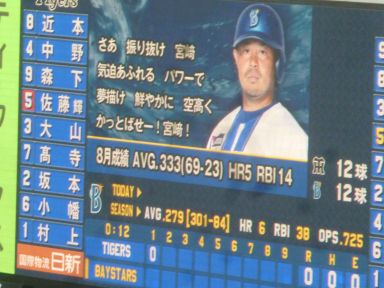 Tigers
8 近本
4 中野
9 森下
5 佐藤輝
3 大山
7 髙寺
2 坂本
6 小幡
1 村上
国際物流 日新
さあ 振り抜け 宮﨑
気迫あふれる パワーで
夢描け 鮮やかに 空高く
かっとばせー!宮﨑!
8月成績 AVG.333(69-23) HR5 RBI14
12球
12球
TODAY
SEASON AVG.279 [301-84] HR 6 RBI 38 OPS.725
0:12 1 2 3 4 5 6 7 8 9 R H E
TIGERS 0 0 0 0
BAYSTARS